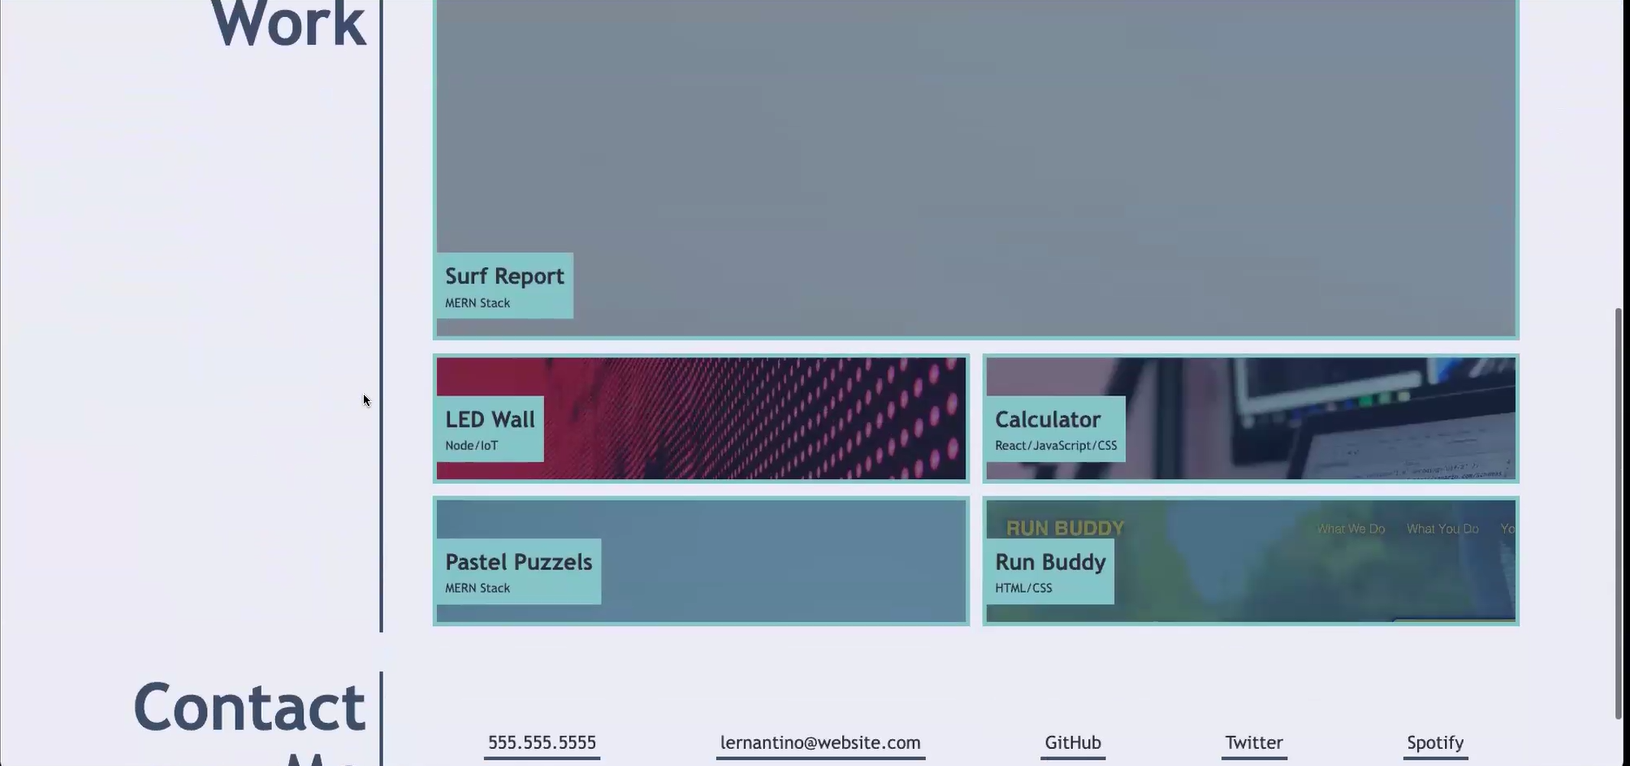 Work
Surf Report
MERN Stack
LED Wall
Node/IoT
Calculator
React/JavaScript/CSS
Pastel Puzzels
MERN Stack
RUN BUDDY
What We Do
What You Do
Run Buddy
HTML/CSS
Contact
Me
555.555.5555
lernantino@website.com
GitHub
Twitter
Spotify